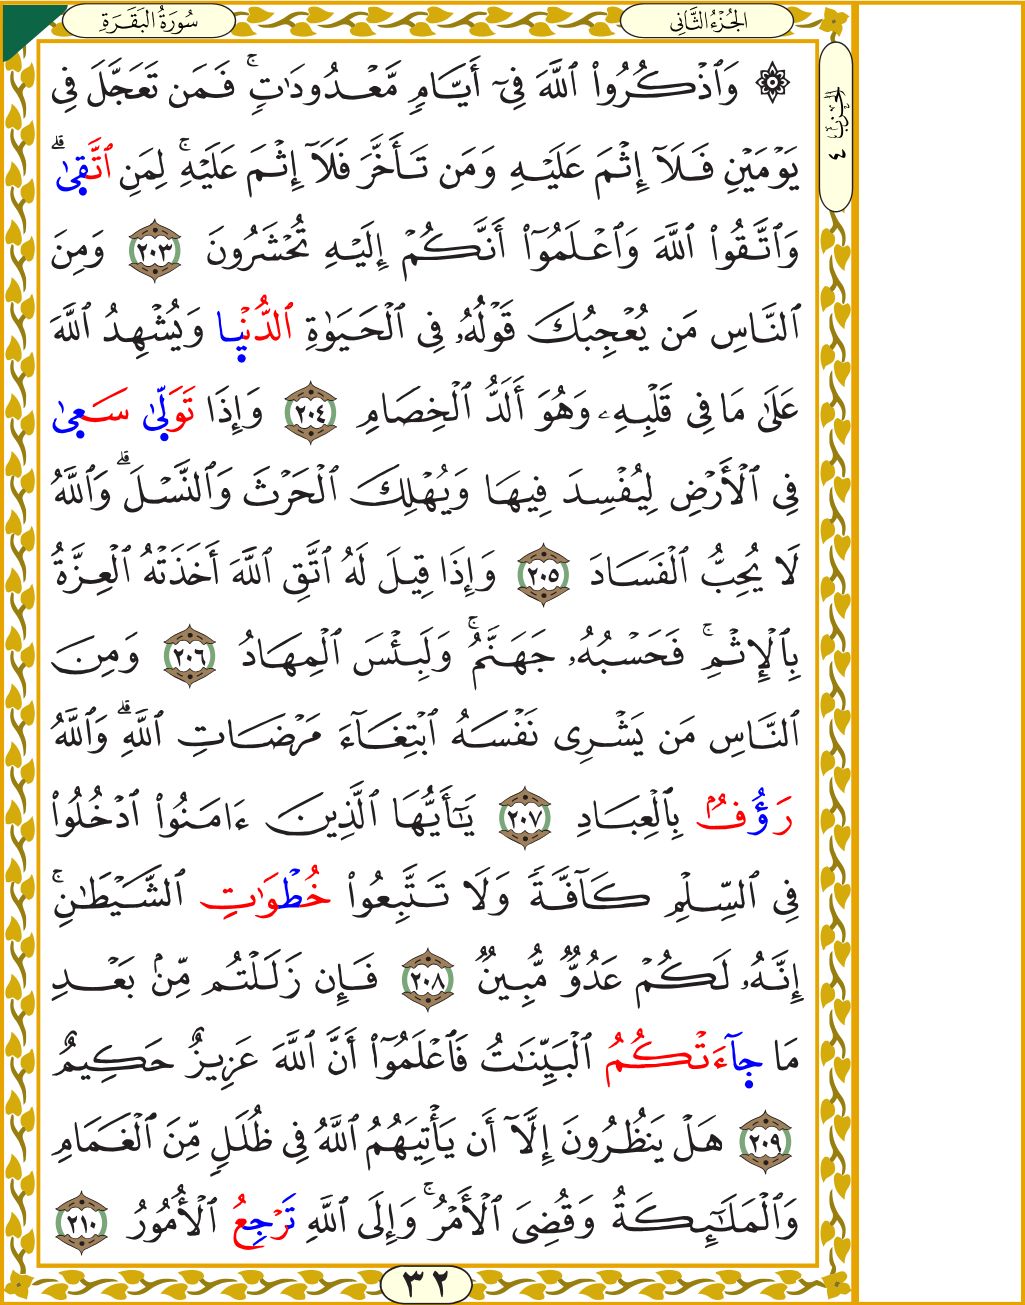 سُورَةُ البَقَرَةِ
الجُزْءُ الثَّانِى
الحزب ٤
۞ وَٱذۡكُرُواْ ٱللَّهَ فِيٓ أَيَّامٖ مَّعۡدُودَٰتٖۚ فَمَن تَعَجَّلَ فِي
يَوۡمَيۡنِ فَلَآ إِثۡمَ عَلَيۡهِ وَمَن تَأَخَّرَ فَلَآ إِثۡمَ عَلَيۡهِۚ لِمَنِ ٱتَّقِىٰۗ
وَٱتَّقُواْ ٱللَّهَ وَٱعۡلَمُوٓاْ أَنَّكُمۡ إِلَيۡهِ تُحۡشَرُونَ ٢٠٣ وَمِنَ
ٱلنَّاسِ مَن يُعۡجِبُكَ قَوۡلُهُۥ فِي ٱلۡحَيَوٰةِ ٱلدُّنۡيِا وَيُشۡهِدُ ٱللَّهَ
عَلَىٰ مَا فِي قَلۡبِهِۦ وَهُوَ أَلَدُّ ٱلۡخِصَامِ ٢٠٤ وَإِذَا تَوَلِّىٰ سَعِىٰ
فِي ٱلۡأَرۡضِ لِيُفۡسِدَ فِيهَا وَيُهۡلِكَ ٱلۡحَرۡثَ وَٱلنَّسۡلَۗ وَٱللَّهُ
لَا يُحِبُّ ٱلۡفَسَادَ ٢٠٥ وَإِذَا قِيلَ لَهُ ٱتَّقِ ٱللَّهَ أَخَذَتۡهُ ٱلۡعِزَّةُ
بِٱلۡإِثۡمِۚ فَحَسۡبُهُۥ جَهَنَّمُۚ وَلَبِئۡسَ ٱلۡمِهَادُ ٢٠٦ وَمِنَ
ٱلنَّاسِ مَن يَشۡرِي نَفۡسَهُ ٱبۡتِغَآءَ مَرۡضَاتِ ٱللَّهِۗ وَٱللَّهُ
رَؤُفُۢ بِٱلۡعِبَادِ ٢٠٧ يَٰٓأَيُّهَا ٱلَّذِينَ ءَامَنُواْ ٱدۡخُلُواْ
فِي ٱلسِّلۡمِ كَآفَّةٗ وَلَا تَتَّبِعُواْ خُطۡوَٰتِ ٱلشَّيۡطَٰنِۚ
إِنَّهُۥ لَكُمۡ عَدُوّٞ مُّبِينٞ ٢٠٨ فَإِن زَلَلۡتُم مِّنۢ بَعۡدِ
مَا جِآءَتۡكُمُ ٱلۡبَيِّنَٰتُ فَٱعۡلَمُوٓاْ أَنَّ ٱللَّهَ عَزِيزٌ حَكِيمٌ
٢٠٩ هَلۡ يَنظُرُونَ إِلَّآ أَن يَأۡتِيَهُمُ ٱللَّهُ فِي ظُلَلٖ مِّنَ ٱلۡغَمَامِ
وَٱلۡمَلَٰٓئِكَةُ وَقُضِيَ ٱلۡأَمۡرُۚ وَإِلَى ٱللَّهِ تَرۡجِعُ ٱلۡأُمُورُ ٢١٠
٣٢